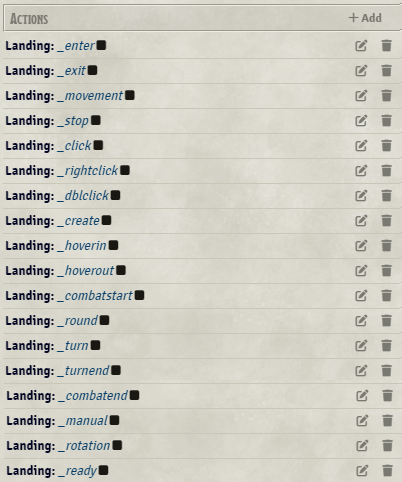 Actions + Add
Landing: _enter
Landing: _exit
Landing: _movement
Landing: _stop
Landing: _click
Landing: _rightclick
Landing: _dblclick
Landing: _create
Landing: _hoverin
Landing: _hoverout
Landing: _combatstart
Landing: _round
Landing: _turn
Landing: _turnend
Landing: _combatend
Landing: _manual
Landing: _rotation
Landing: _ready